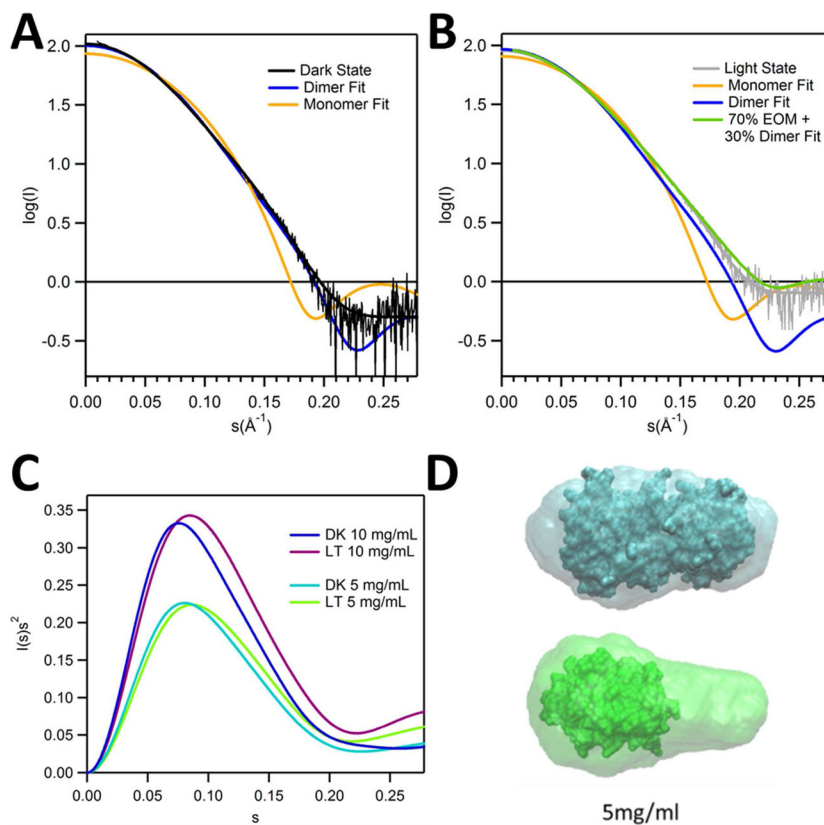 A
2.0
1.5
1.0
0.5
0.0
-0.5
log(I)
Dark State
Dimer Fit
Monomer Fit
0.00
0.05
0.10
0.15
0.20
0.25
s(Å⁻¹)
B
2.0
1.5
1.0
0.5
0.0
-0.5
log(I)
Light State
Monomer Fit
Dimer Fit
70% EOM +
30% Dimer Fit
0.00
0.05
0.10
0.15
0.20
0.25
s(Å⁻¹)
C
0.35
0.30
0.25
0.20
0.15
0.10
0.05
0.00
I(s)s²
DK 10 mg/mL
LT 10 mg/mL
DK 5 mg/mL
LT 5 mg/mL
0.00
0.05
0.10
0.15
0.20
0.25
s
D
5mg/ml